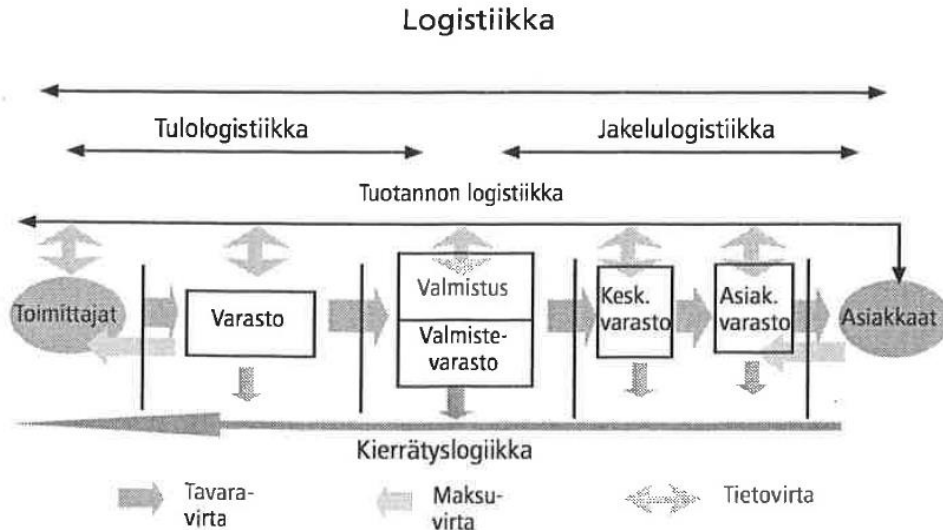 Logistiikka
Tulologistiikka
Jakelulogistiikka
Tuotannon logistiikka
Toimittajat
Varasto
Valmistus
Valmiste-
varasto
Kesk.
varasto
Asiak.
varasto
Asiakkaat
Kierrätyslogiikka
Tavara-
virta
Maksu-
virta
Tietovirta